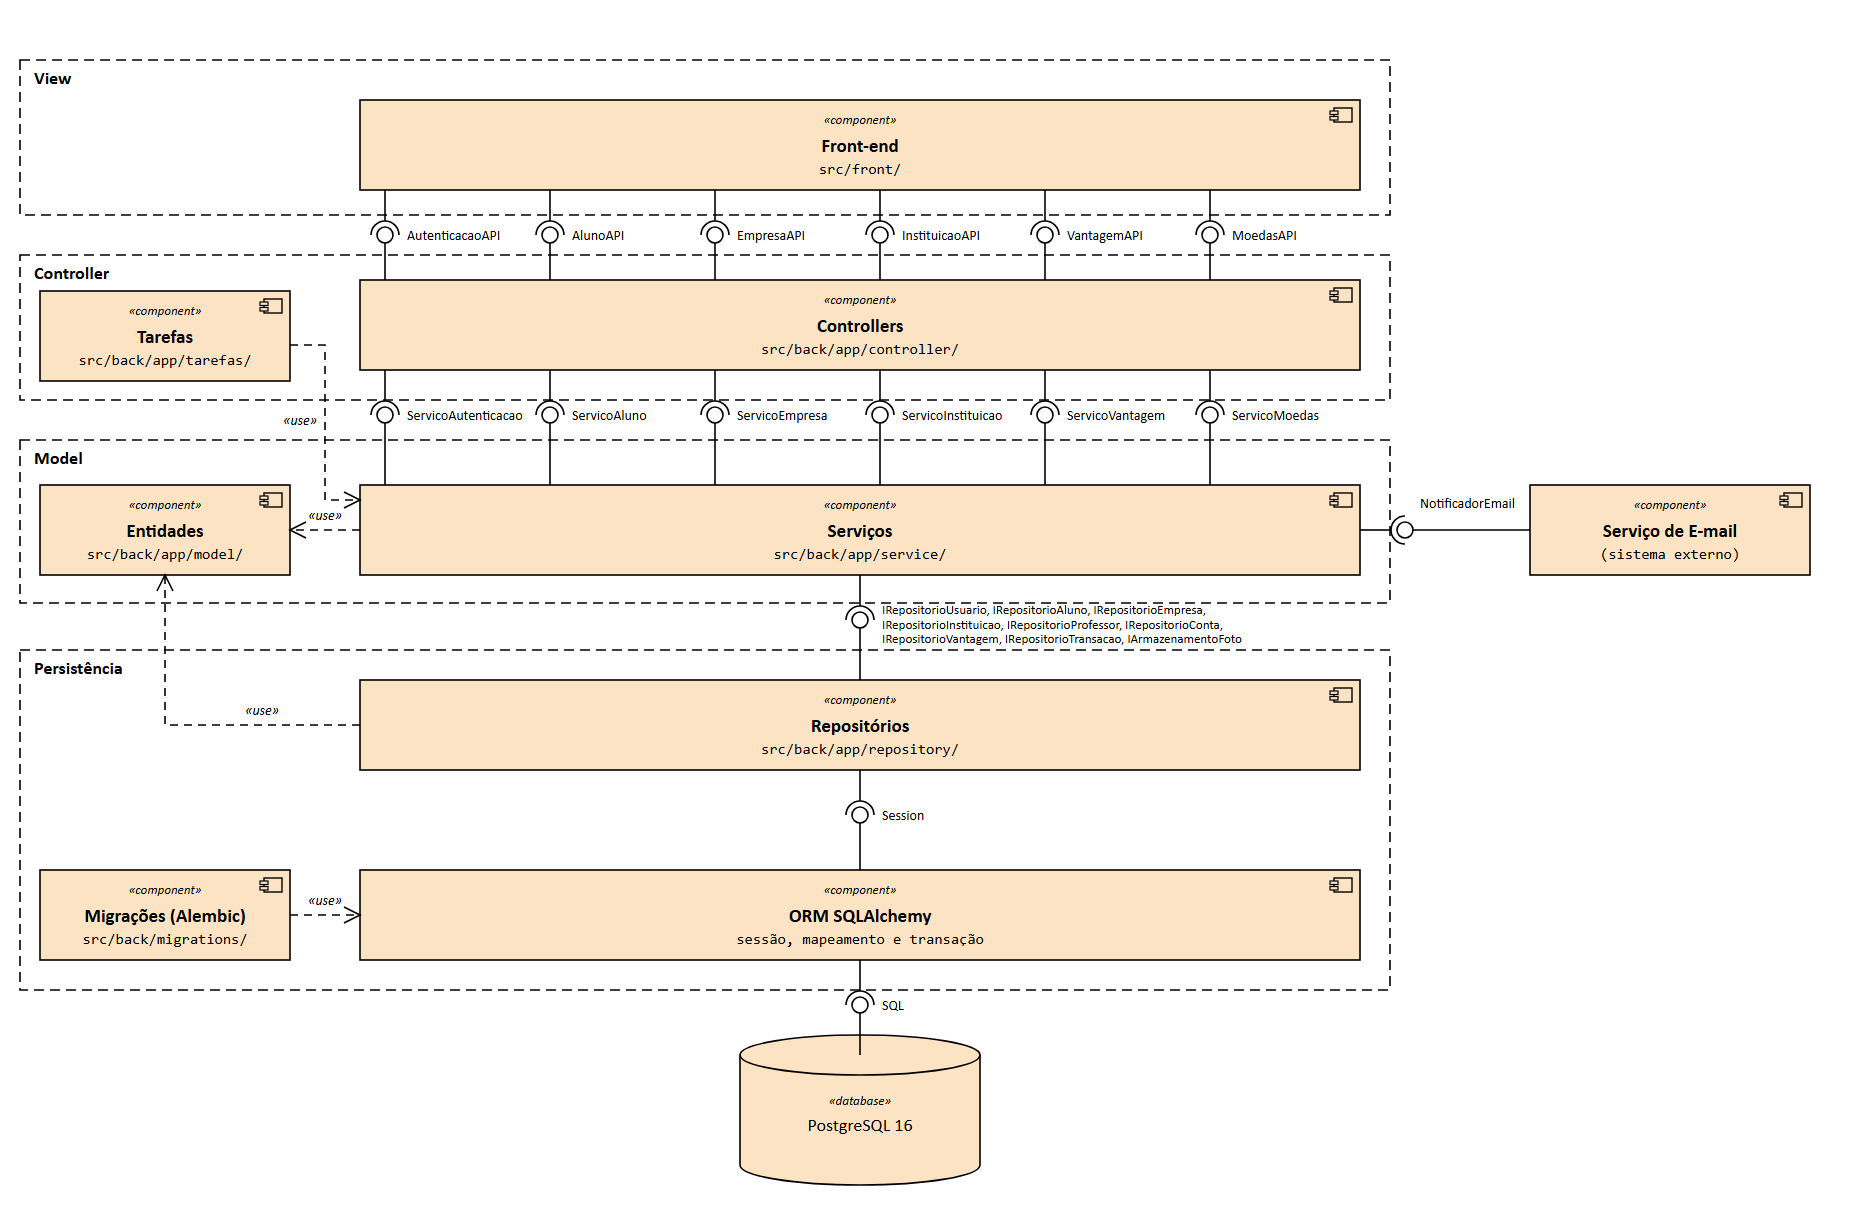 View
«component»
Front-end
src/front/
AutenticacaoAPI
AlunoAPI
EmpresaAPI
InstituicaoAPI
VantagemAPI
MoedasAPI
Controller
«component»
Tarefas
src/back/app/tarefas/
«component»
Controllers
src/back/app/controller/
«use»
ServicoAutenticacao
ServicoAluno
ServicoEmpresa
ServicoInstituicao
ServicoVantagem
ServicoMoedas
Model
«component»
Entidades
src/back/app/model/
«use»
«component»
Serviços
src/back/app/service/
NotificadorEmail
«component»
Serviço de E-mail
(sistema externo)
IRepositorioUsuario, IRepositorioAluno, IRepositorioEmpresa,
IRepositorioInstituicao, IRepositorioProfessor, IRepositorioConta,
IRepositorioVantagem, IRepositorioTransacao, IArmazenamentoFoto
Persistência
«use»
«component»
Repositórios
src/back/app/repository/
Session
«component»
Migrações (Alembic)
src/back/migrations/
«use»
«component»
ORM SQLAlchemy
sessão, mapeamento e transação
SQL
«database»
PostgreSQL 16